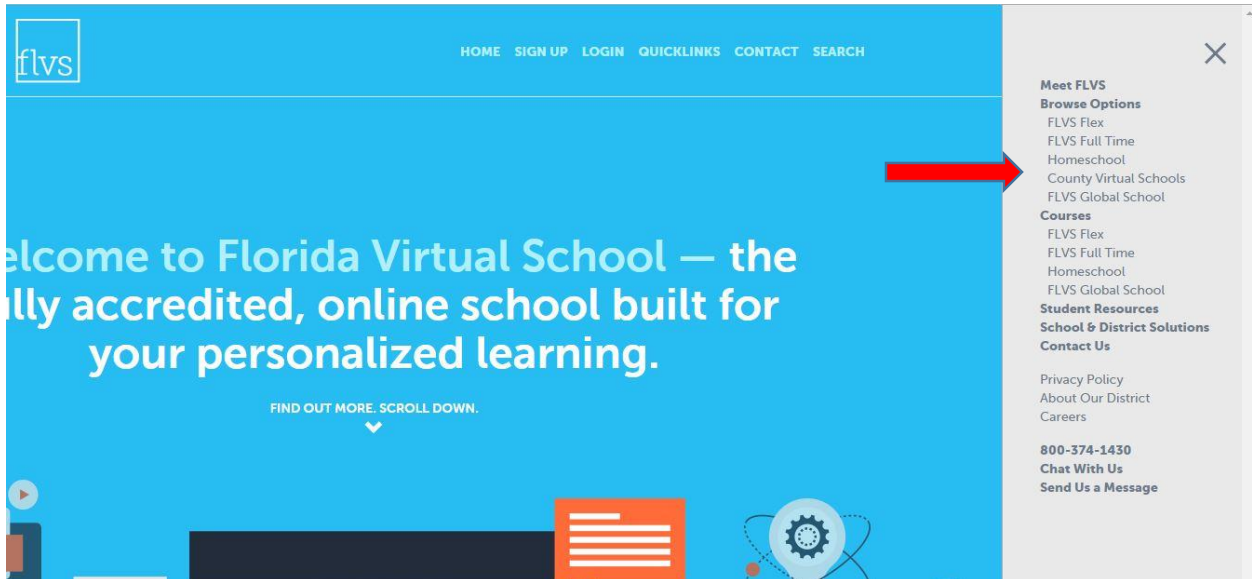 flvs
HOME SIGN UP LOGIN QUICKLINKS CONTACT SEARCH
elcome to Florida Virtual School — the
lly accredited, online school built for
your personalized learning.
FIND OUT MORE. SCROLL DOWN.
Meet FLVS
Browse Options
FLVS Flex
FLVS Full Time
Homeschool
County Virtual Schools
FLVS Global School
Courses
FLVS Flex
FLVS Full Time
Homeschool
FLVS Global School
Student Resources
School & District Solutions
Contact Us
Privacy Policy
About Our District
Careers
800-374-1430
Chat With Us
Send Us a Message